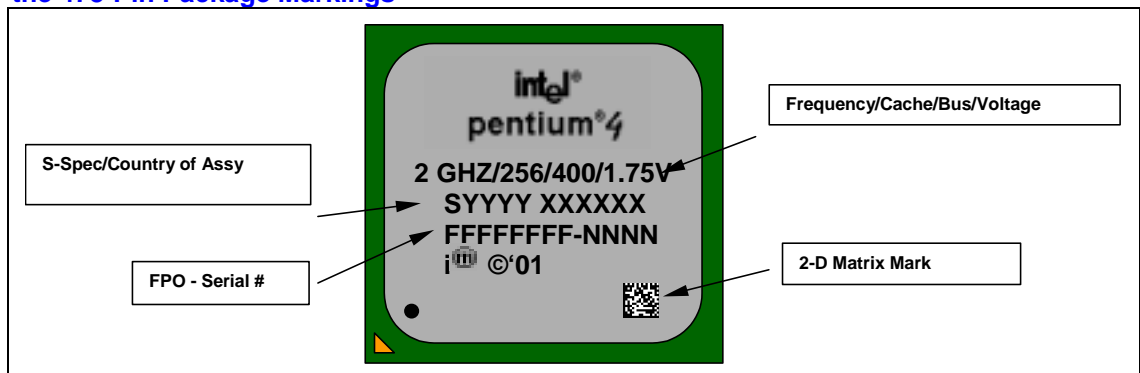 the 478 Pin Package Markings
intel®
pentium®4
Frequency/Cache/Bus/Voltage
S-Spec/Country of Assy
2 GHZ/256/400/1.75V
SYYYY XXXXXX
FFFFFFFF-NNNN
i ⓜ ©‘01
FPO - Serial #
2-D Matrix Mark